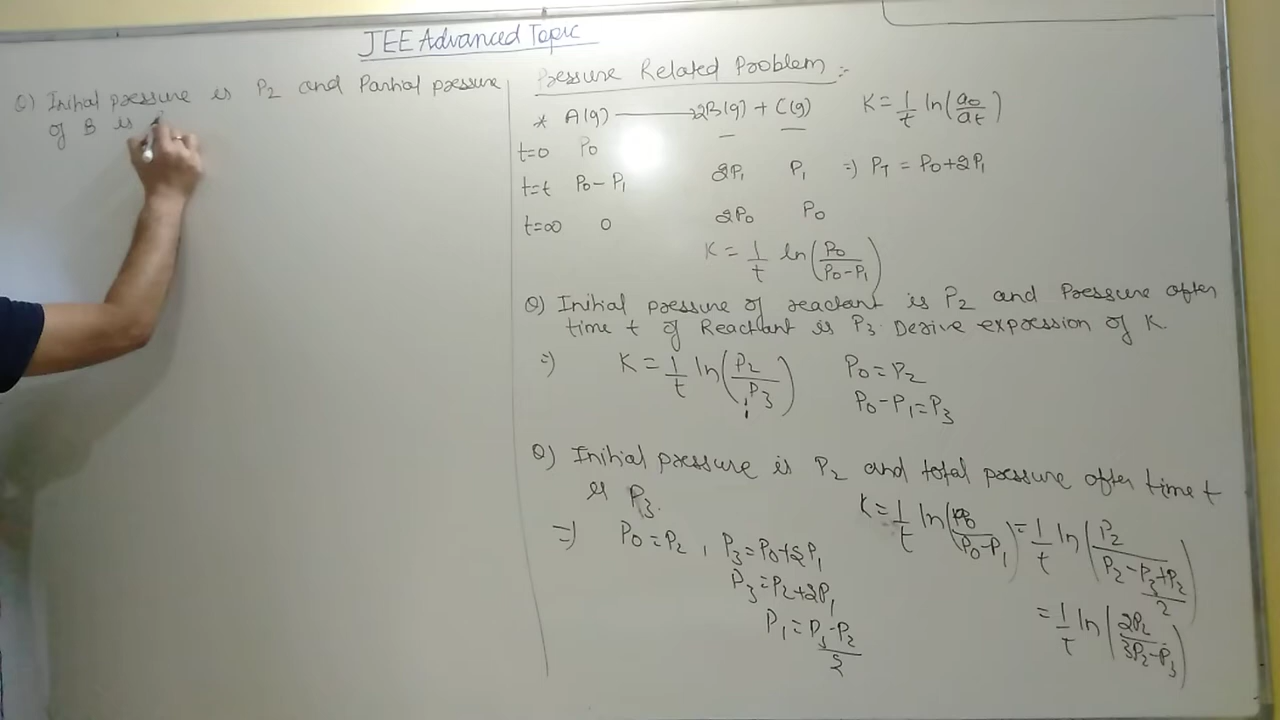 JEE Advanced Topic
Q) Initial pressure is P2 and Partial pressure
of B is
Pressure Related Problem :-
* A(g) ⟶ 2B(g) + C(g) K = 1/t ln(a0/at)
t=0 P0 — —
t=t P0-P1 2P1 P1 =) PT = P0+2P1
t=∞ 0 2P0 P0
K = 1/t ln(P0/P0-P1)
Q) Initial pressure of reactant is P2 and Pressure after
time t of Reactant is P3. Derive expression of K.
=) K = 1/t ln(P2/P3) P0=P2
P0-P1=P3
Q) Initial pressure is P2 and total pressure after time t
is P3.
=) P0=P2, P3=P0+2P1
P3=P2+2P1
P1=P3-P2/2
K=1/t ln(P0/P0-P1)=1/t ln(P2/P2-P3+P2/2)
=1/t ln(2P2/3P2-P3)